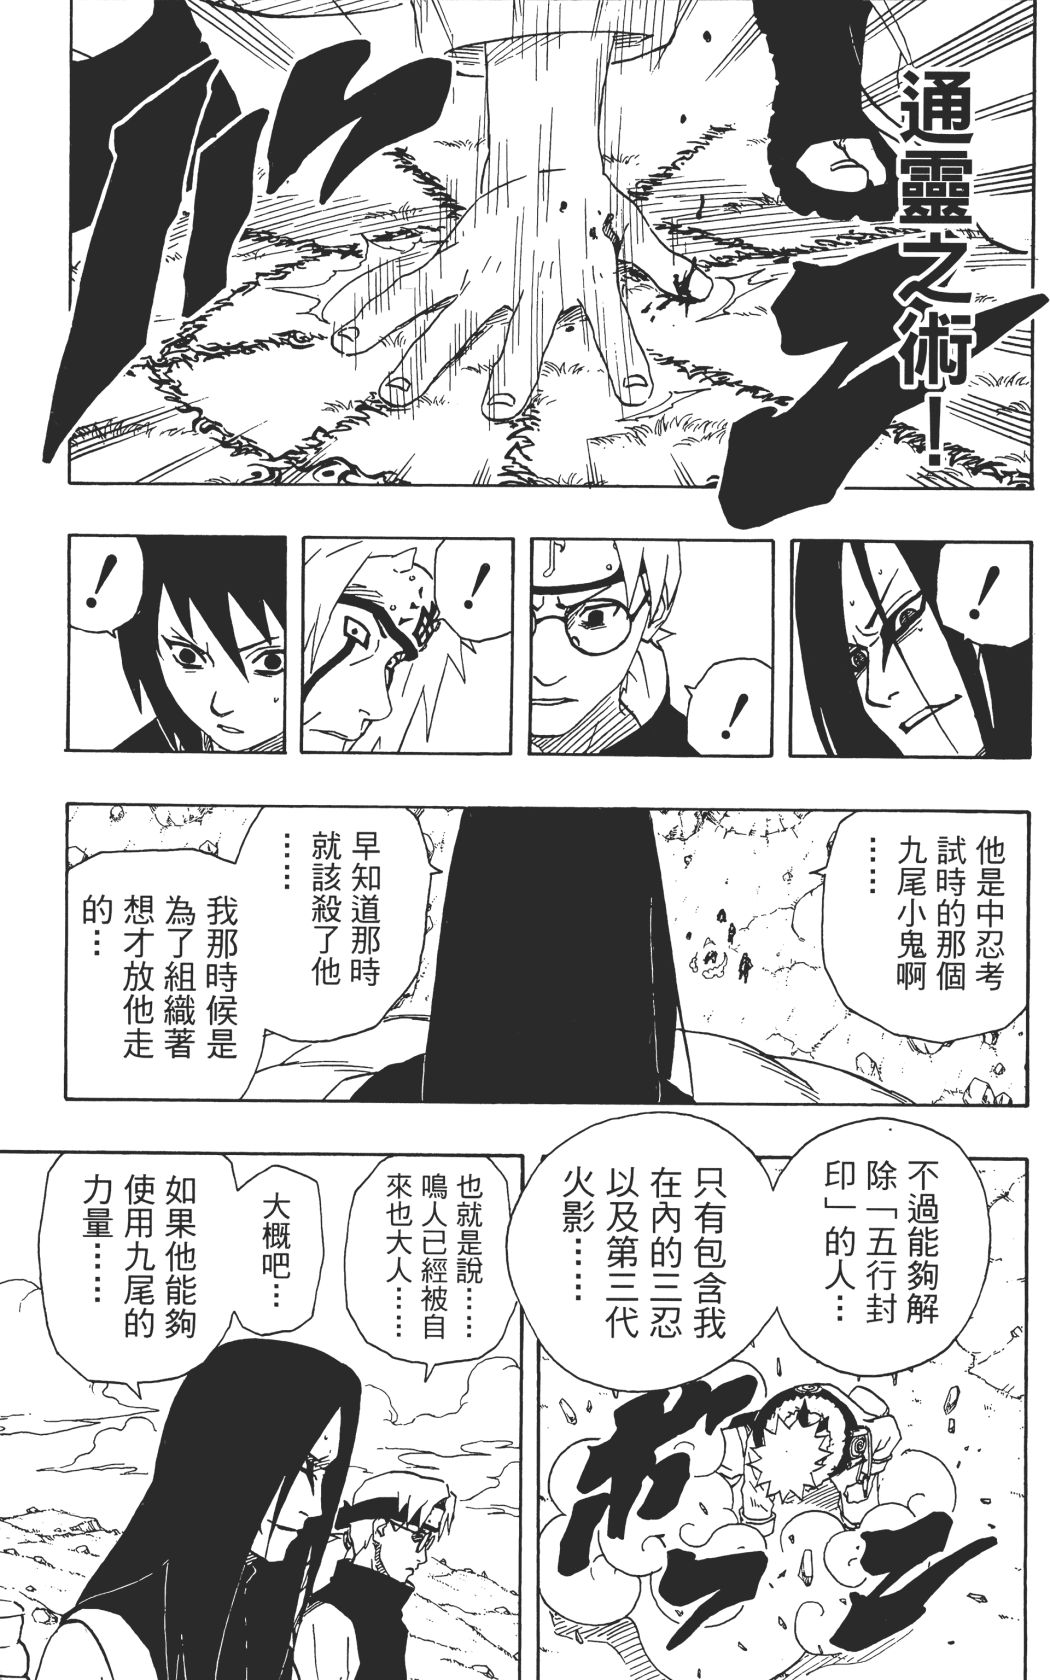 通靈之術！
！
！
！
！
他是中忍考
試時的那個
九尾小鬼啊
……
早知道那時
就該殺了他
……
我那時候是
為了組織著
想才放他走
的…
不過能夠解
除「五行封
印」的人…
只有包含我
在內的三忍
以及第三代
火影……
也就是說……
鳴人已經被自
來也大人……
大概吧…
如果他能夠
使用九尾的
力量……